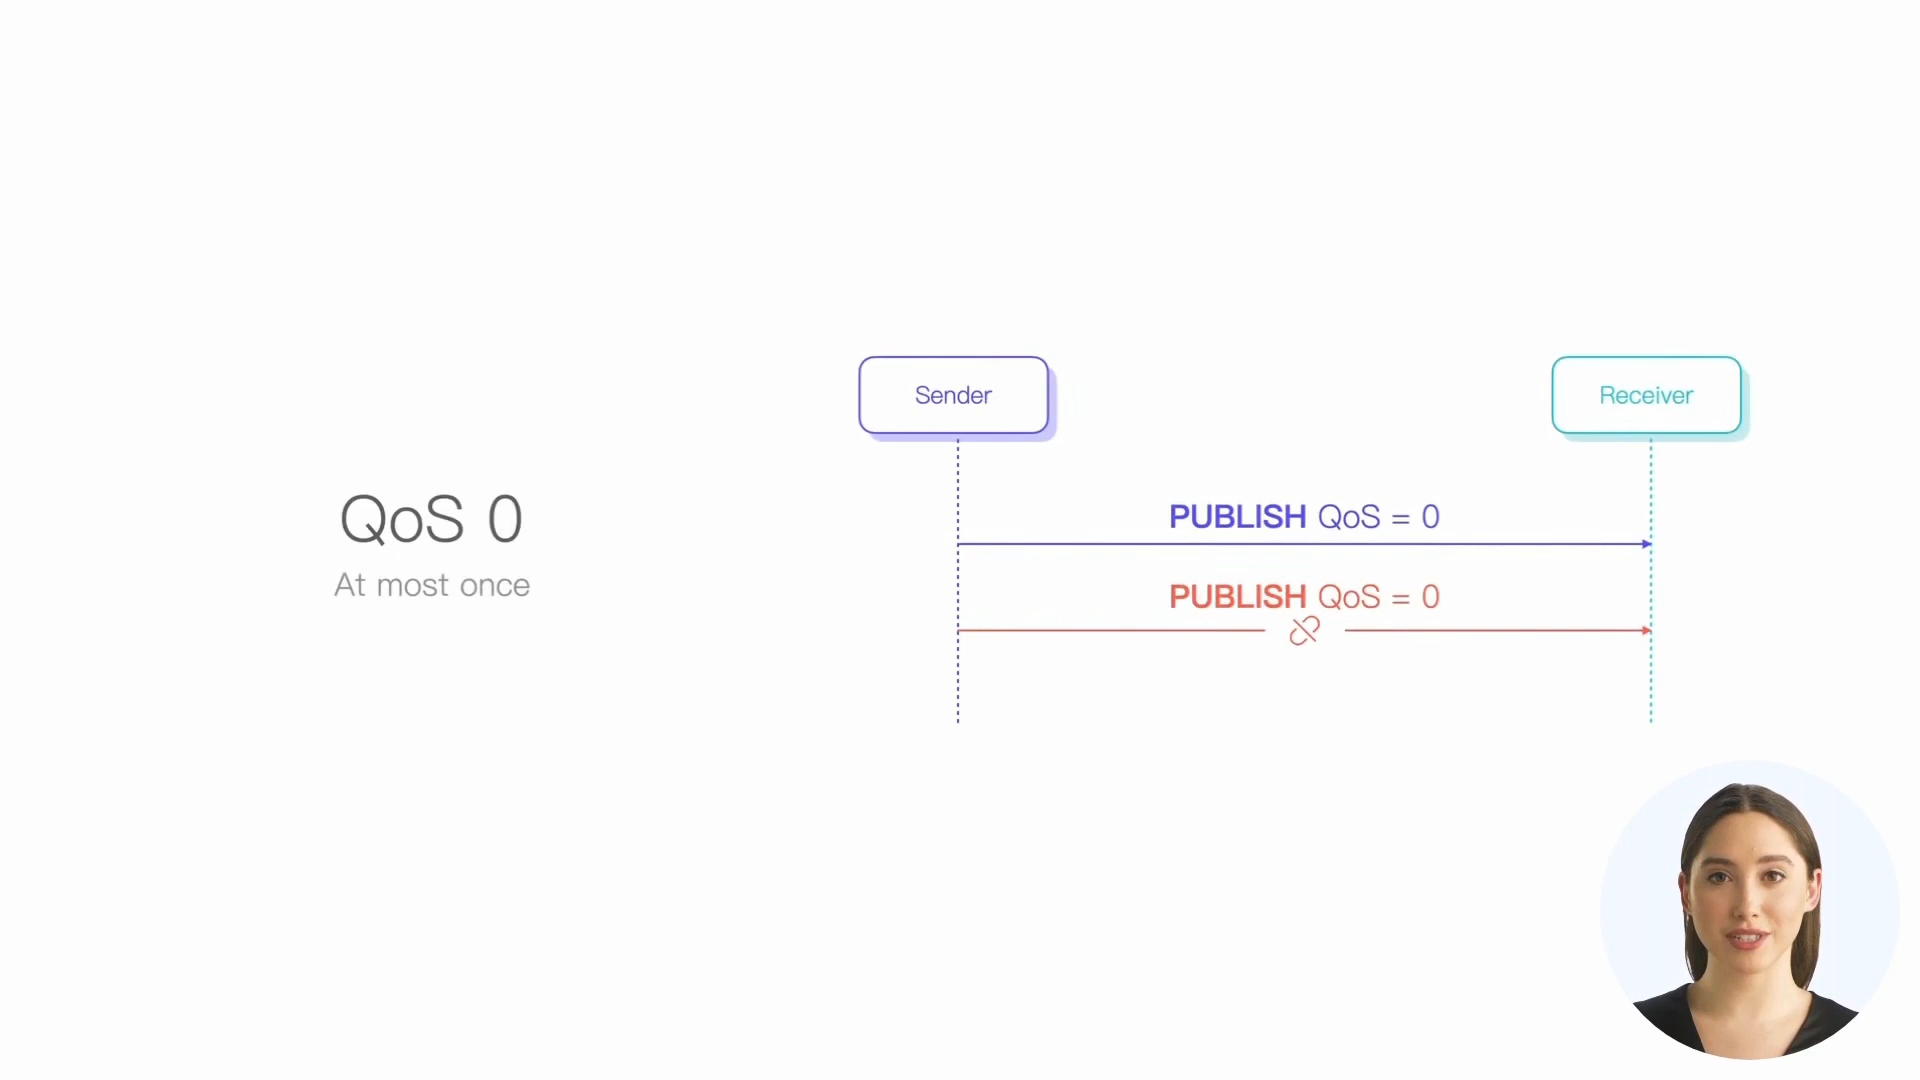 QoS 0
At most once
Sender
Receiver
PUBLISH QoS = 0
PUBLISH QoS = 0